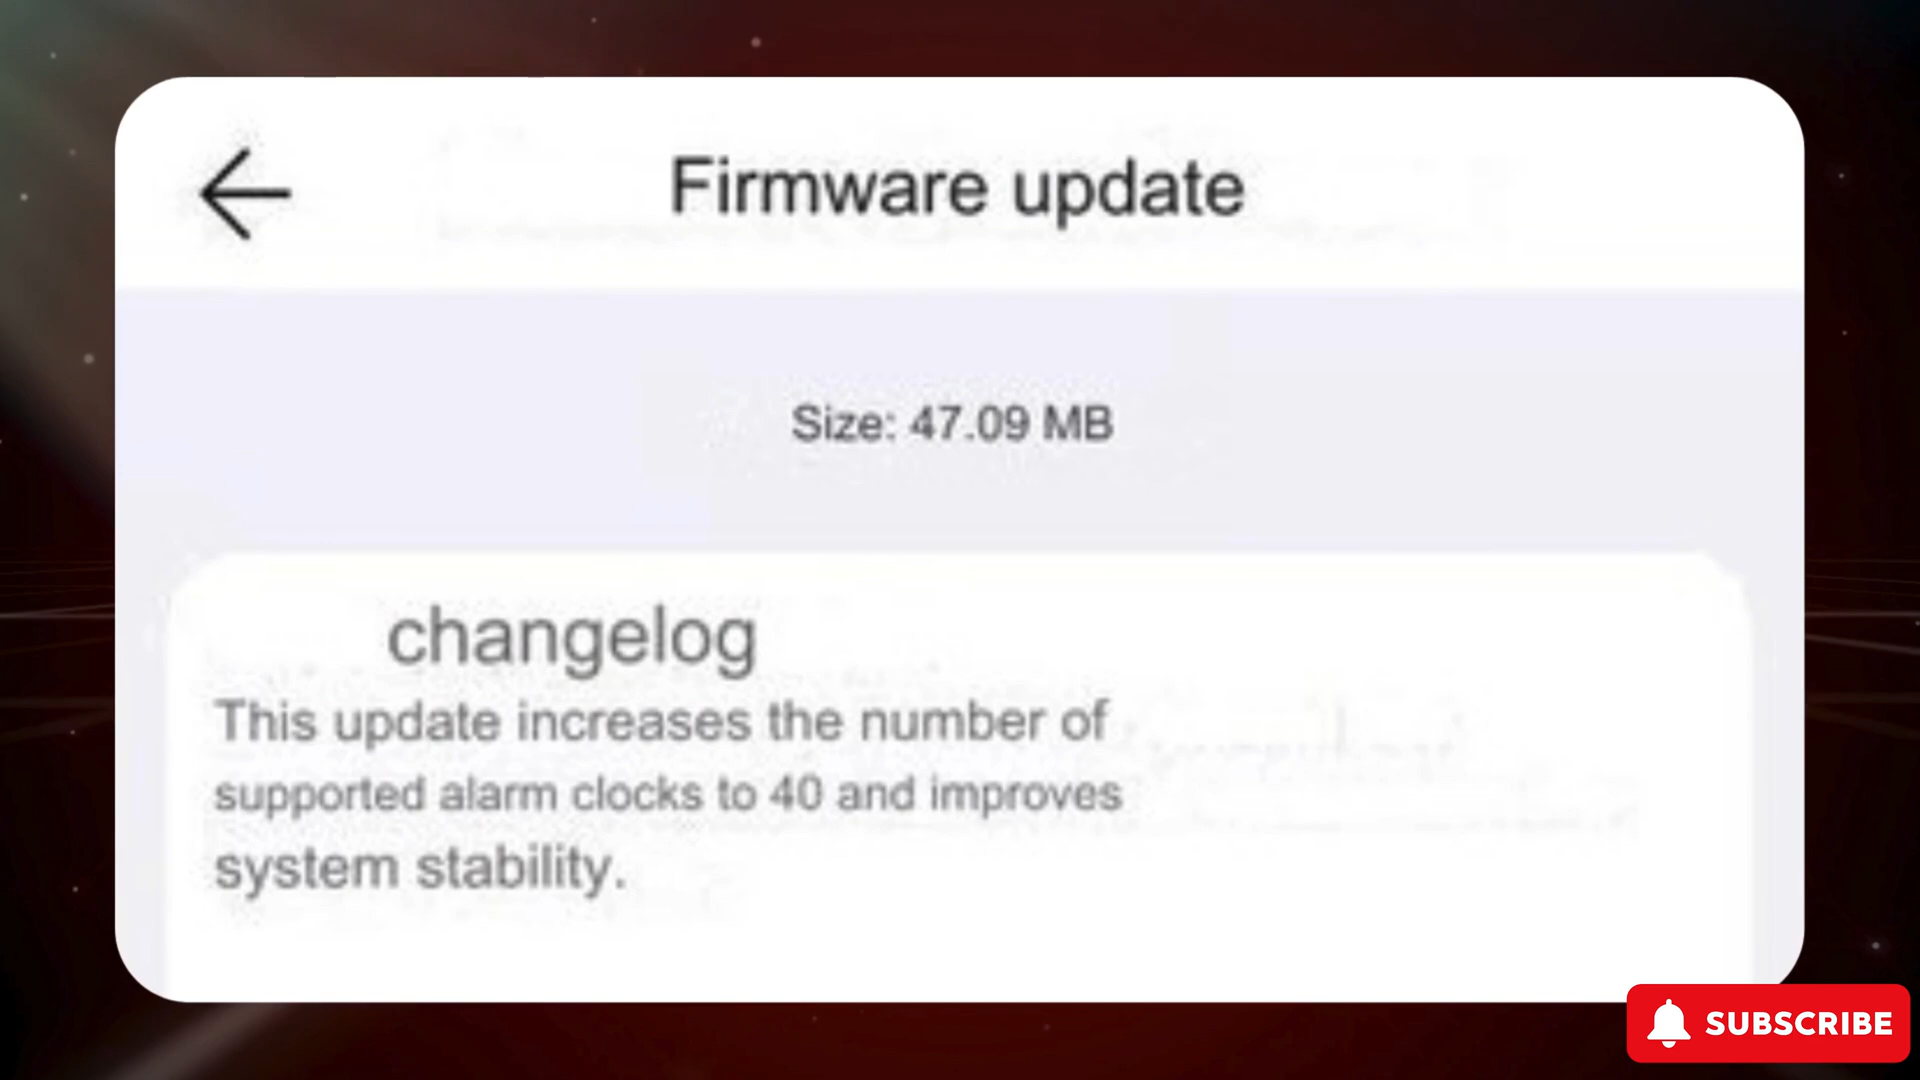 Firmware update
Size: 47.09 MB
changelog
This update increases the number of
supported alarm clocks to 40 and improves
system stability.
SUBSCRIBE